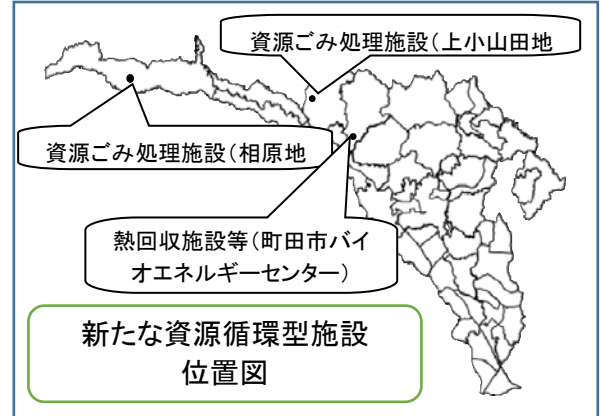 資源ごみ処理施設(上小山田地
資源ごみ処理施設(相原地
熱回収施設等(町田市バイ
オエネルギーセンター)
新たな資源循環型施設
位置図